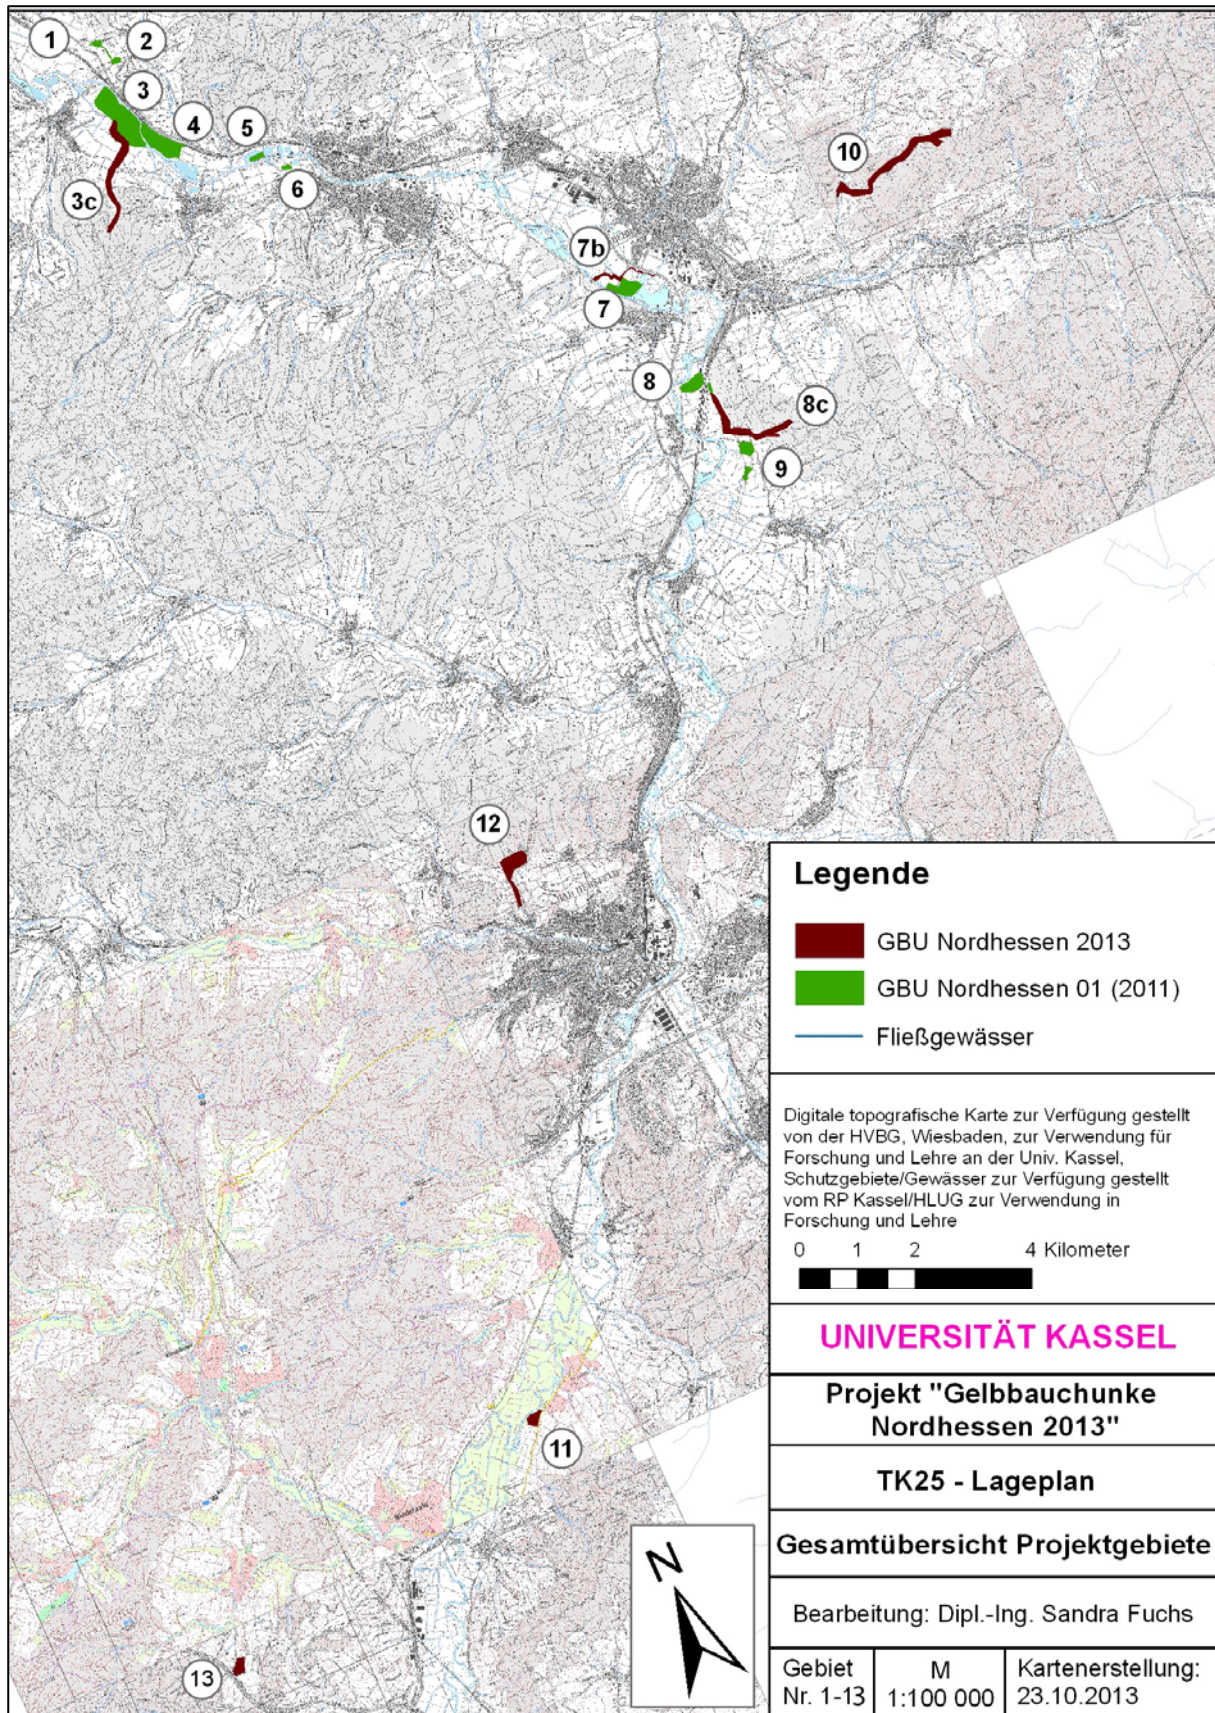 1
2
3
4
5
6
3c
7b
7
8
8c
9
10
12
11
13
Legende
GBU Nordhessen 2013
GBU Nordhessen 01 (2011)
Fließgewässer
Digitale topografische Karte zur Verfügung gestellt
von der HVBG, Wiesbaden, zur Verwendung für
Forschung und Lehre an der Univ. Kassel,
Schutzgebiete/Gewässer zur Verfügung gestellt
vom RP Kassel/HLUG zur Verwendung in
Forschung und Lehre
0 1 2 4 Kilometer
UNIVERSITÄT KASSEL
Projekt "Gelbbauchunke
Nordhessen 2013"
TK25 - Lageplan
Gesamtübersicht Projektgebiete
Bearbeitung: Dipl.-Ing. Sandra Fuchs
Gebiet
Nr. 1-13
M
1:100 000
Kartenerstellung:
23.10.2013
N